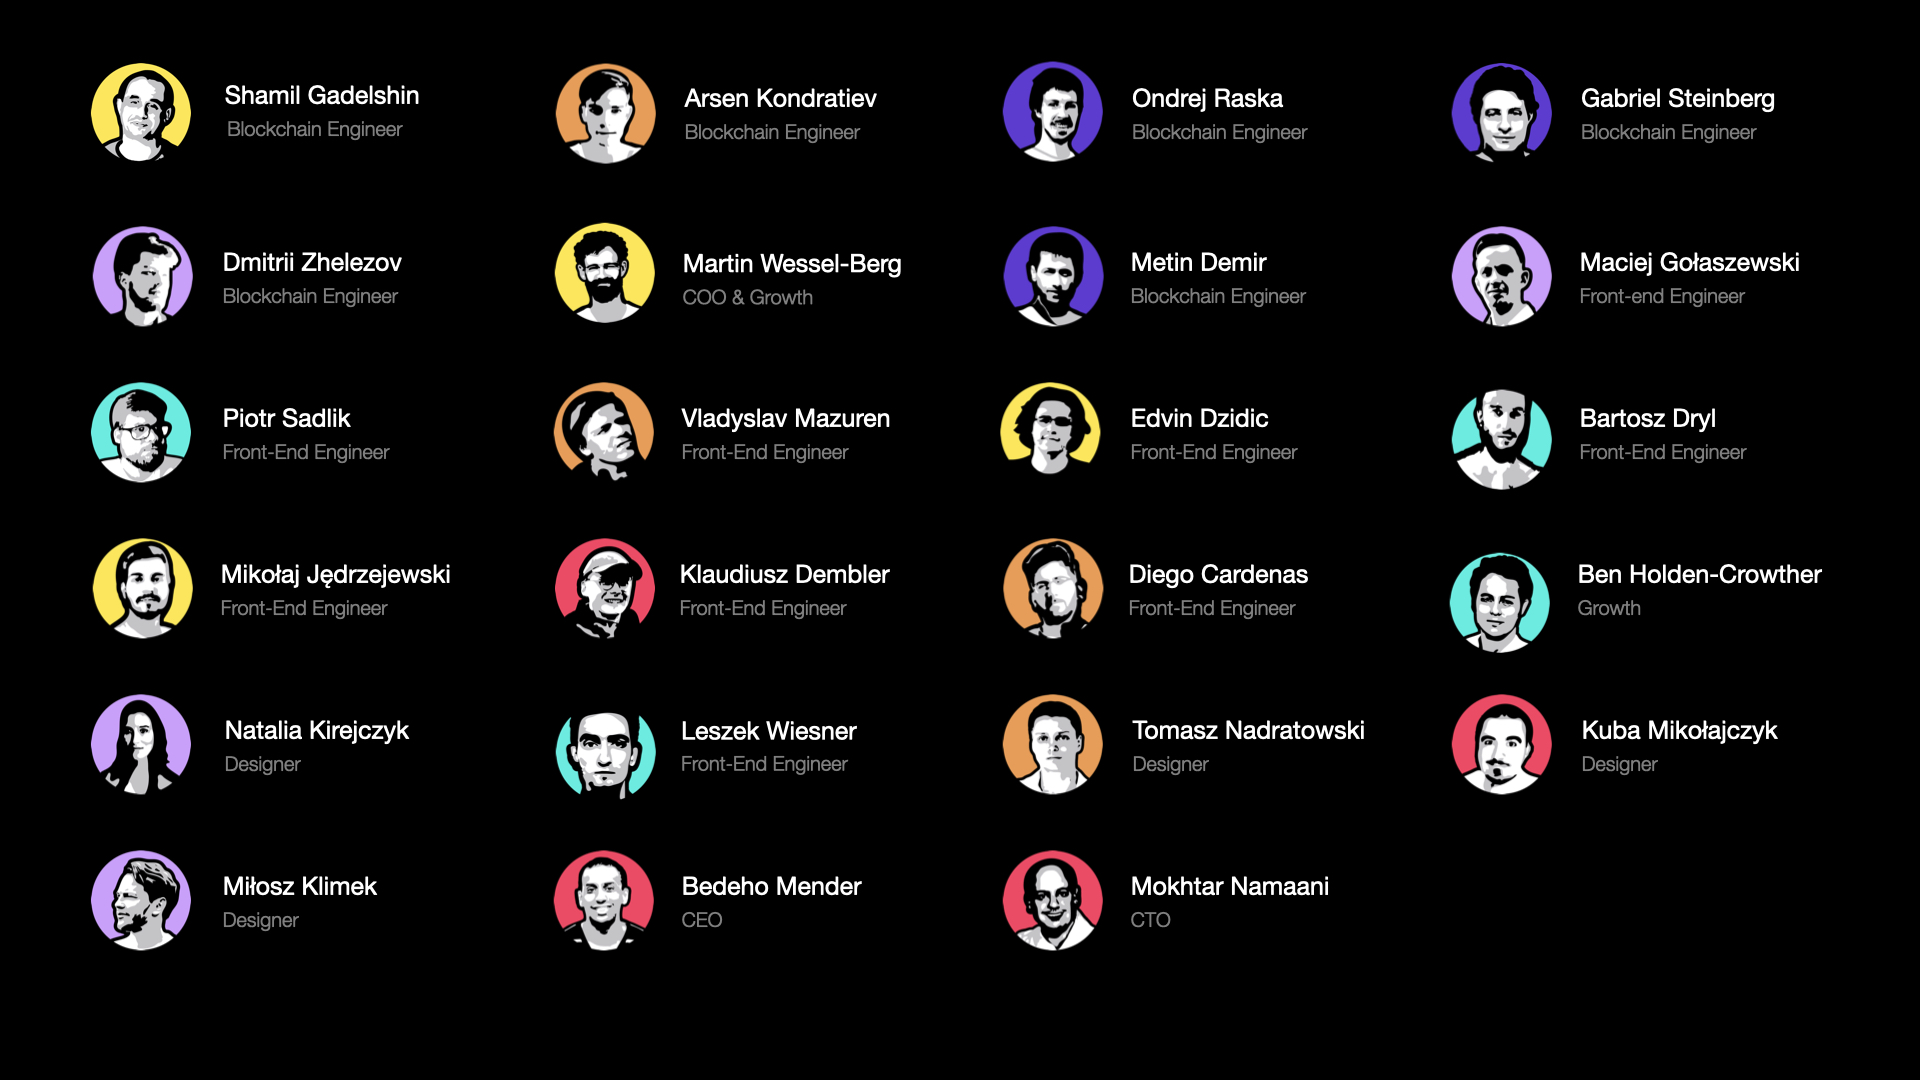 Shamil Gadelshin
Blockchain Engineer
Arsen Kondratiev
Blockchain Engineer
Ondrej Raska
Blockchain Engineer
Gabriel Steinberg
Blockchain Engineer
Dmitrii Zhelezov
Blockchain Engineer
Martin Wessel-Berg
COO & Growth
Metin Demir
Blockchain Engineer
Maciej Gołaszewski
Front-end Engineer
Piotr Sadlik
Front-End Engineer
Vladyslav Mazuren
Front-End Engineer
Edvin Dzidic
Front-End Engineer
Bartosz Dryl
Front-End Engineer
Mikołaj Jędrzejewski
Front-End Engineer
Klaudiusz Dembler
Front-End Engineer
Diego Cardenas
Front-End Engineer
Ben Holden-Crowther
Growth
Natalia Kirejczyk
Designer
Leszek Wiesner
Front-End Engineer
Tomasz Nadratowski
Designer
Kuba Mikołajczyk
Designer
Miłosz Klimek
Designer
Bedeho Mender
CEO
Mokhtar Namaani
CTO